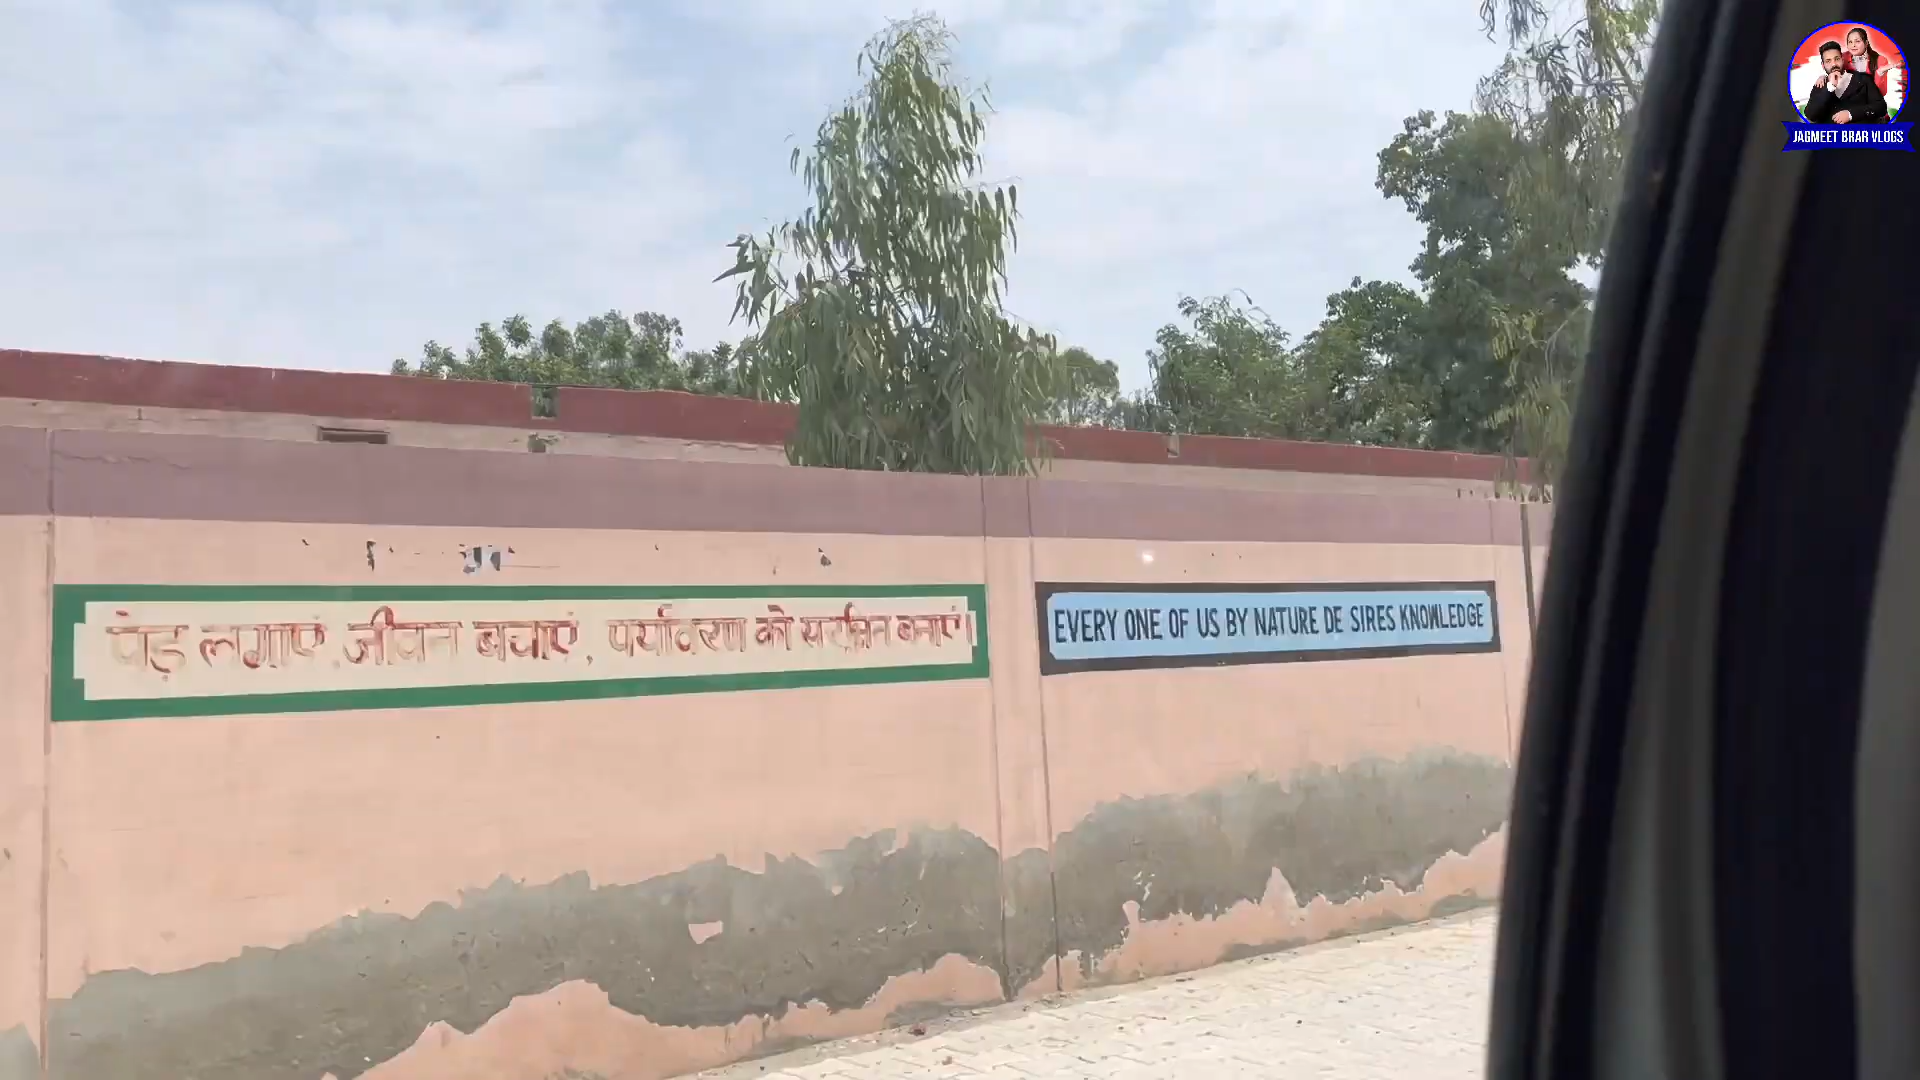 पेड़ लगाएं, जीवन बचाएं, पर्यावरण को सुरक्षित बनाएं।
EVERY ONE OF US BY NATURE DE SIRES KNOWLEDGE
JAGMEET BRAR VLOGS